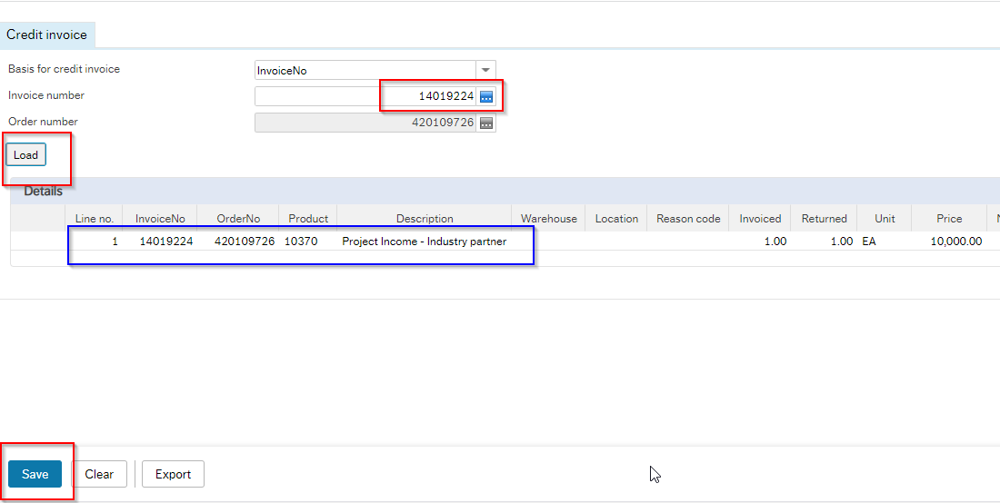 Credit invoice
Basis for credit invoice InvoiceNo
Invoice number 14019224
Order number 420109726
Load
Details
Line no. InvoiceNo OrderNo Product Description Warehouse Location Reason code Invoiced Returned Unit Price
1 14019224 420109726 10370 Project Income - Industry partner 1.00 1.00 EA 10,000.00
Save Clear Export